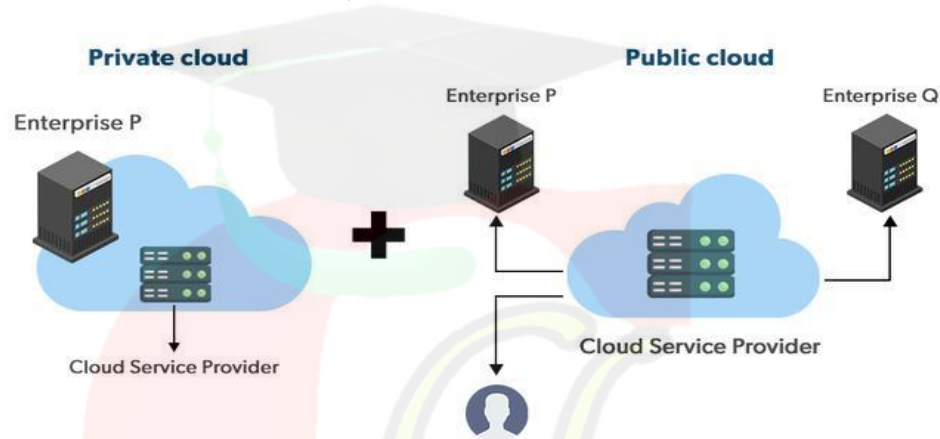 Private cloud
Public cloud
Enterprise P
Enterprise P
Enterprise Q
Cloud Service Provider
Cloud Service Provider